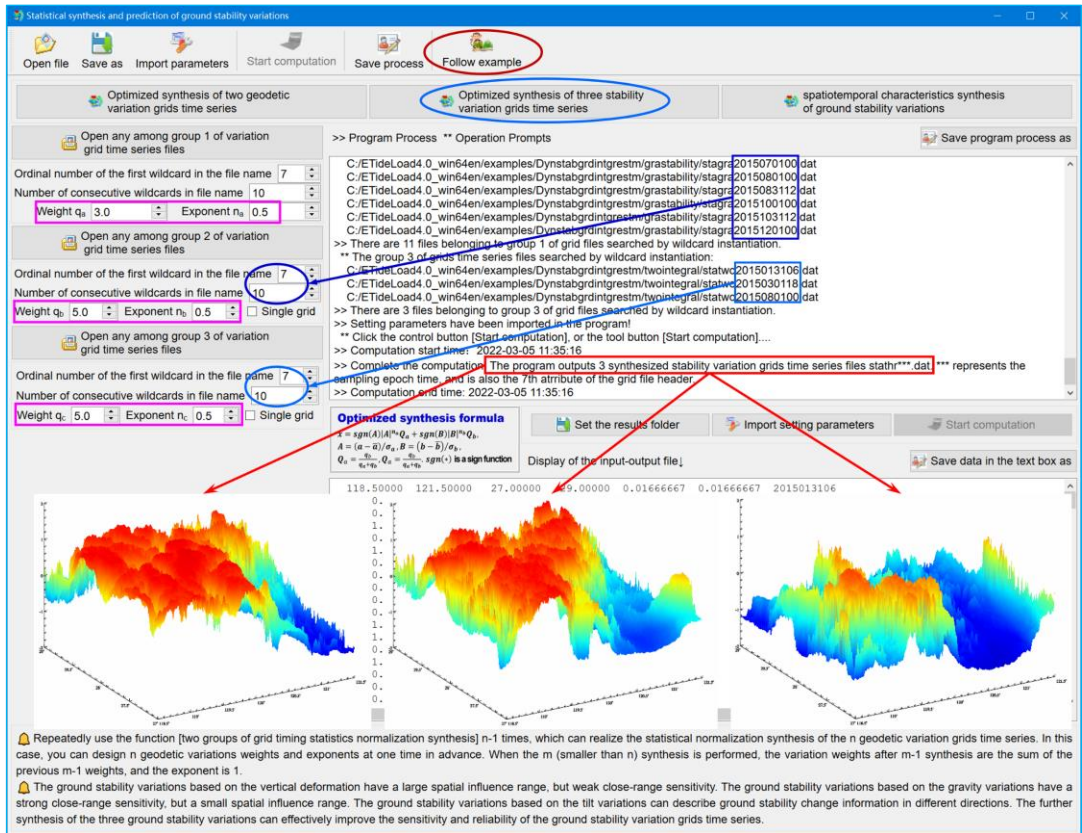 Statistical synthesis and prediction of ground stability variations
Open file Save as Import parameters Start computation Save process Follow example
Optimized synthesis of two geodetic
variation grids time series
Optimized synthesis of three stability
variation grids time series
spatiotemporal characteristics synthesis
of ground stability variations
Open any among group 1 of variation
grid time series files
Ordinal number of the first wildcard in file name 7
Number of consecutive wildcards in file name 10
Weight qa 3.0 Exponent na 0.5
Open any among group 2 of variation
grid time series files
Ordinal number of the first wildcard in the file name 7
Number of consecutive wildcards in file name 10
Weight qb 5.0 Exponent nb 0.5 Single grid
Open any among group 3 of variation
grid time series files
Ordinal number of the first wildcard in the file name 7
Number of consecutive wildcards in file name 10
Weight qc 5.0 Exponent nc 0.5 Single grid
>> Program Process ** Operation Prompts
Save program process as
C:/ETideLoad4.0_win64en/examples/Dynstabgrdintgrestm/grastability/stagra2015070100.dat
C:/ETideLoad4.0_win64en/examples/Dynstabgrdintgrestm/grastability/stagra2015080100.dat
C:/ETideLoad4.0_win64en/examples/Dynstabgrdintgrestm/grastability/stagra2015083112.dat
C:/ETideLoad4.0_win64en/examples/Dynstabgrdintgrestm/grastability/stagra2015100100.dat
C:/ETideLoad4.0_win64en/examples/Dynstabgrdintgrestm/grastability/stagra2015103112.dat
C:/ETideLoad4.0_win64en/examples/Dynstabgrdintgrestm/grastability/stagra2015120100.dat
>> There are 11 files belonging to group 1 of grid files searched by wildcard instantiation.
** The group 3 of grids time series files searched by wildcard instantiation:
C:/ETideLoad4.0_win64en/examples/Dynstabgrdintgrestm/twointegral/statwo2015013106.dat
C:/ETideLoad4.0_win64en/examples/Dynstabgrdintgrestm/twointegral/statwo2015030118.dat
C:/ETideLoad4.0_win64en/examples/Dynstabgrdintgrestm/twointegral/statwo2015080100.dat
>> There are 3 files belonging to group 3 of grid files searched by wildcard instantiation.
>> Setting parameters have been imported in the program!
** Click the control button [Start computation], or the tool button [Start computation]....
>> Computation start time: 2022-03-05 11:35:16
>> Complete the computation! The program outputs 3 synthesized stability variation grids time series files stathr***.dat. *** represents the
sampling epoch time, and is also the 7th atrribute of the grid file header.
>> Computation end time: 2022-03-05 11:35:16
Optimized synthesis formula
X = sgn(A)|A|^na Qa + sgn(B)|B|^nb Qb.
A = (a − a̅)/σa, B = (b − b̅)/σb,
Qa = qb/(qa+qb), Qa = qb/(qa+qb). sgn(∗) is a sign function
Set the results folder Import setting parameters Start computation
Display of the input-output file↓
Save data in the text box as
118.50000 121.50000 27.00000 29.00000 0.01666667 0.01666667 2015013106
Repeatedly use the function [two groups of grid timing statistics normalization synthesis] n-1 times, which can realize the statistical normalization synthesis of the n geodetic variation grids time series. In this
case, you can design n geodetic variations weights and exponents at one time in advance. When the m (smaller than n) synthesis is performed, the variation weights after m-1 synthesis are the sum of the
previous m-1 weights, and the exponent is 1.
The ground stability variations based on the vertical deformation have a large spatial influence range, but weak close-range sensitivity. The ground stability variations based on the gravity variations have a
strong close-range sensitivity, but a small spatial influence range. The ground stability variations based on the tilt variations can describe ground stability change information in different directions. The further
synthesis of the three ground stability variations can effectively improve the sensitivity and reliability of the ground stability variation grids time series.